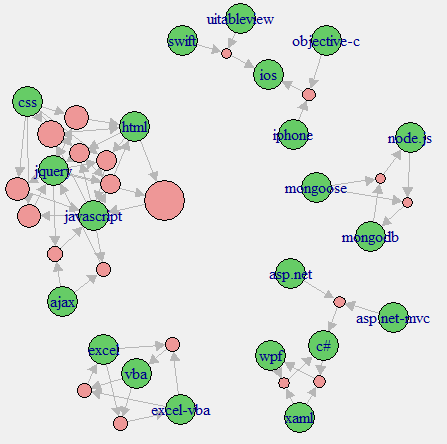 uitableview
swift
objective-c
ios
css
html
iphone
node.js
jquery
mongoose
javascript
mongodb
asp.net
ajax
asp.net-mvc
excel
c#
wpf
vba
excel-vba
xaml